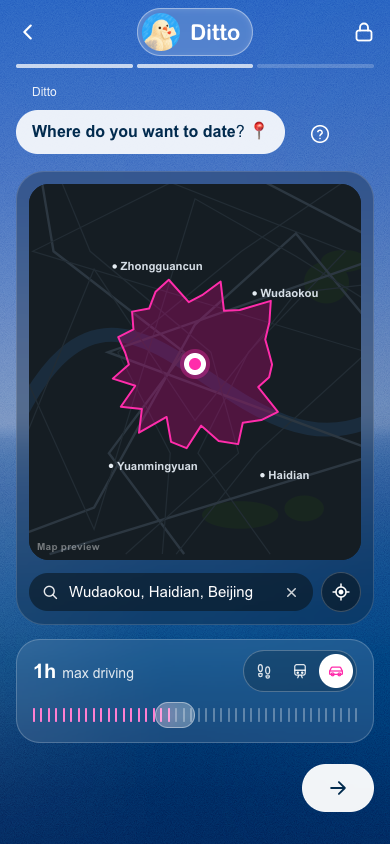 Ditto
Ditto
Where do you want to date? 📍
Zhongguancun
Wudaokou
Yuanmingyuan
Haidian
Map preview
Wudaokou, Haidian, Beijing
1h max driving